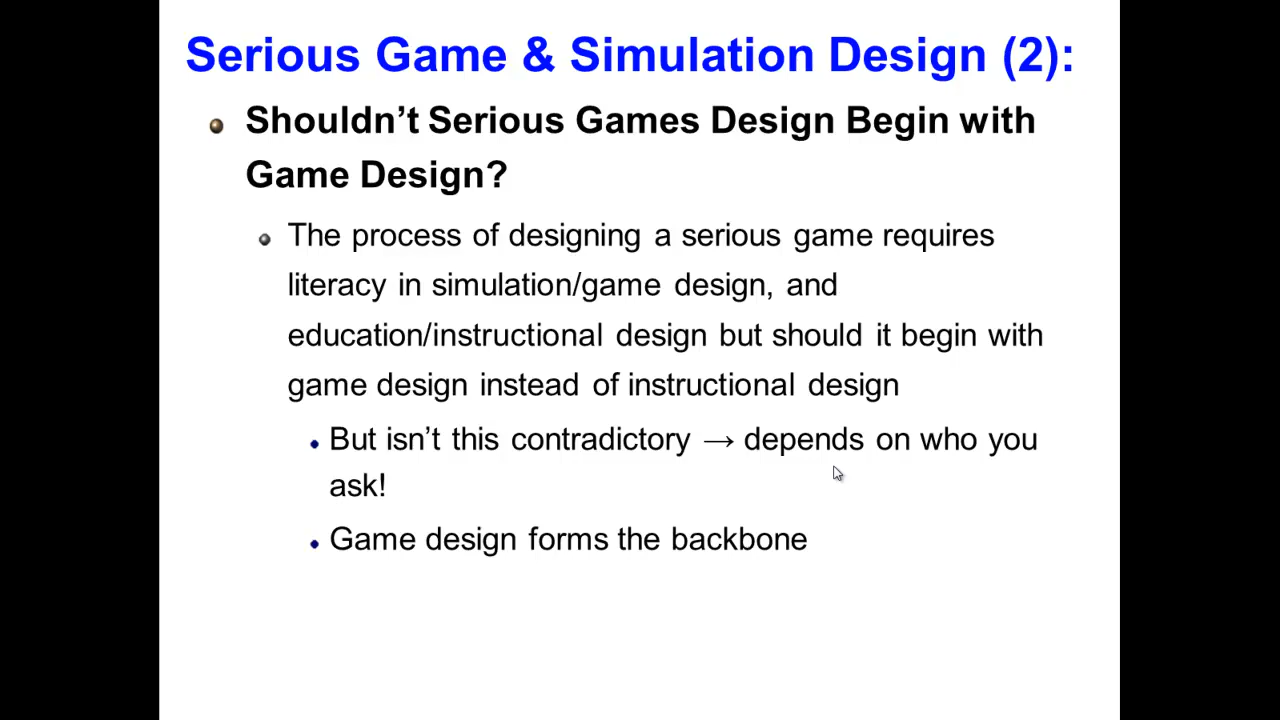 Serious Game & Simulation Design (2):
Shouldn’t Serious Games Design Begin with
Game Design?
The process of designing a serious game requires
literacy in simulation/game design, and
education/instructional design but should it begin with
game design instead of instructional design
But isn’t this contradictory → depends on who you
ask!
Game design forms the backbone